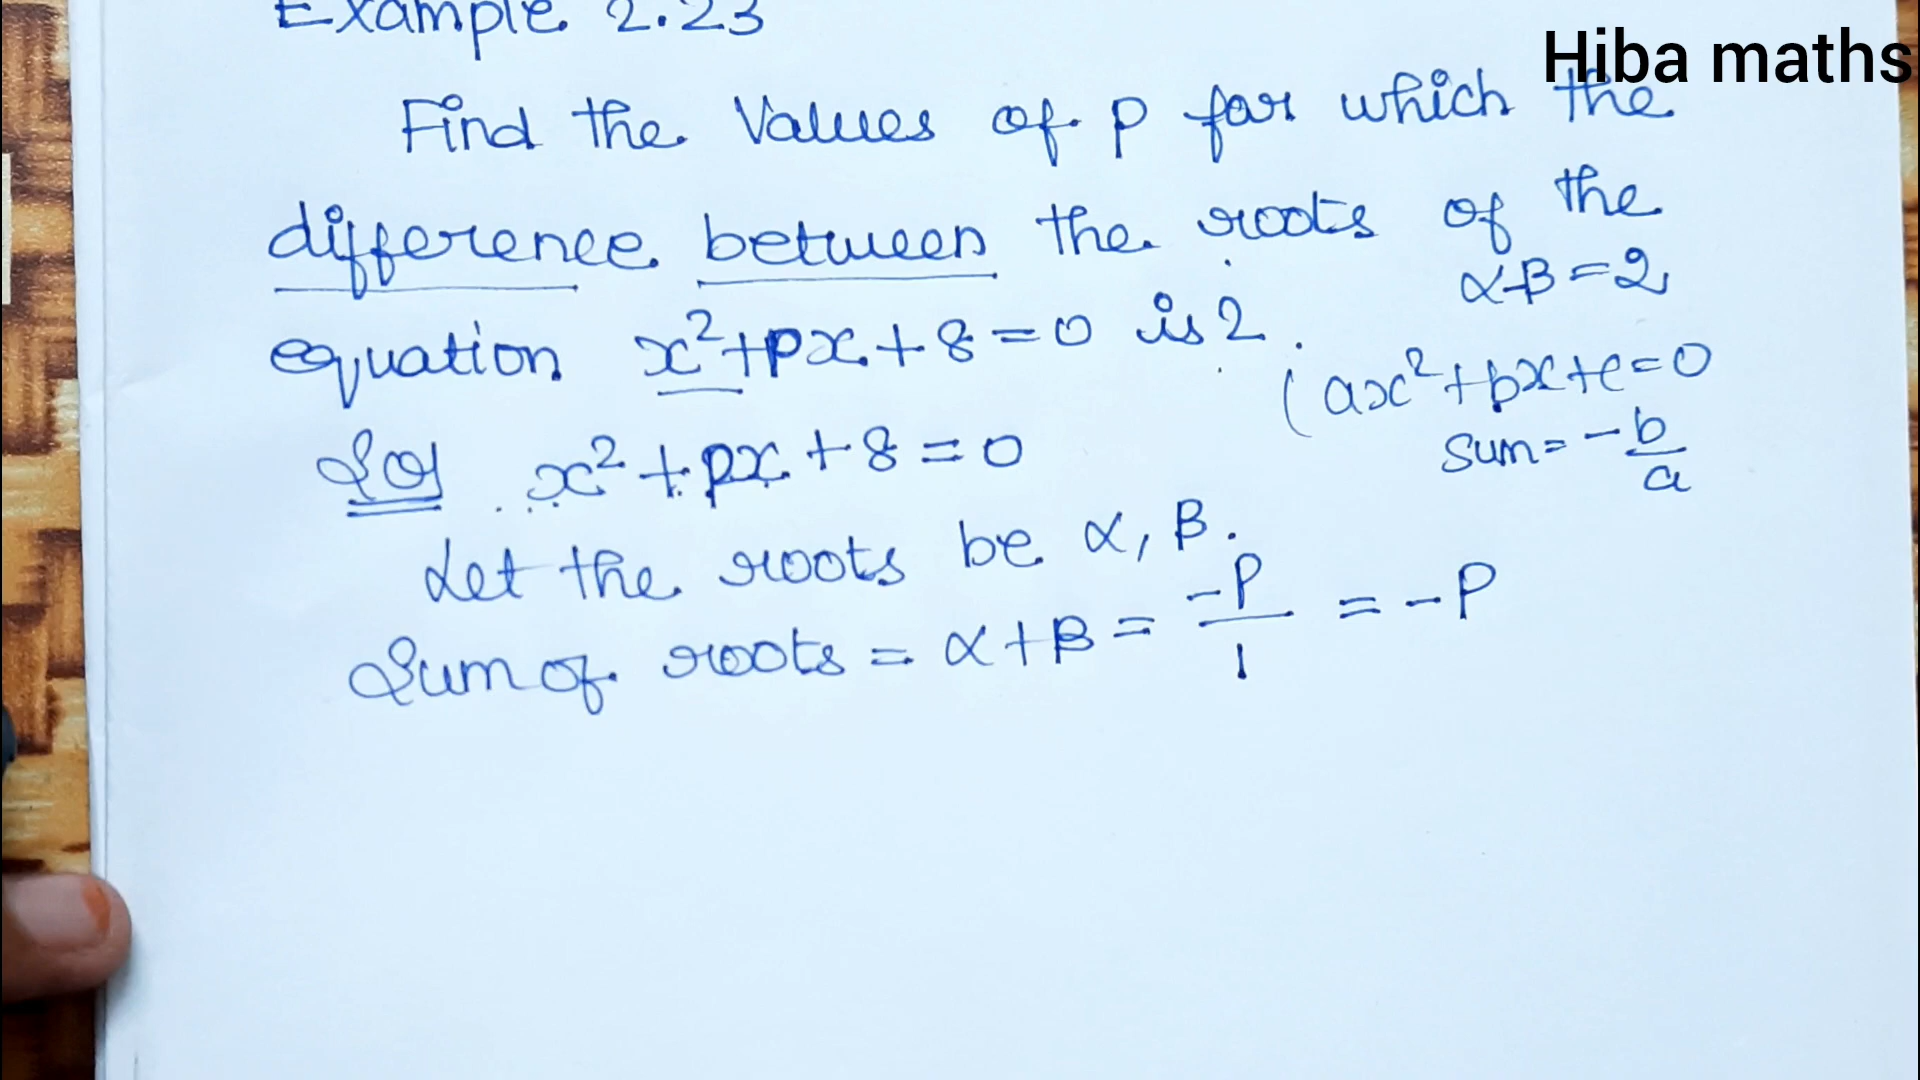 Example 2.23
Hiba maths
Find the Values of P for which the
difference between the roots of the
α-β=2
equation x²+px+8=0 is 2.
(ax²+bx+c=0
Sum=-b/a
Sol x²+px+8=0
Let the roots be α, β.
Sum of roots = α+β = -P/1 = -P